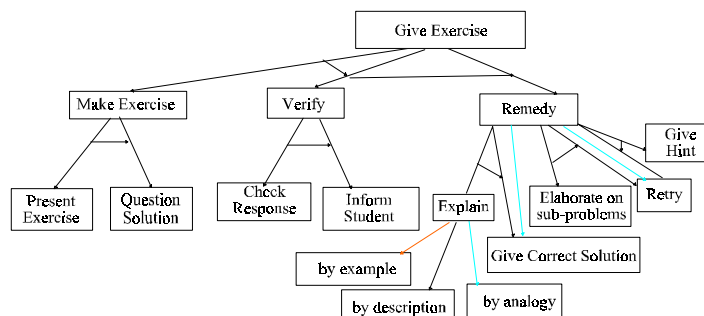 Give Exercise
Make Exercise
Verify
Remedy
Give
Hint
Present
Exercise
Question
Solution
Check
Response
Inform
Student
Explain
Elaborate on
sub-problems
Retry
Give Correct Solution
by example
by description
by analogy